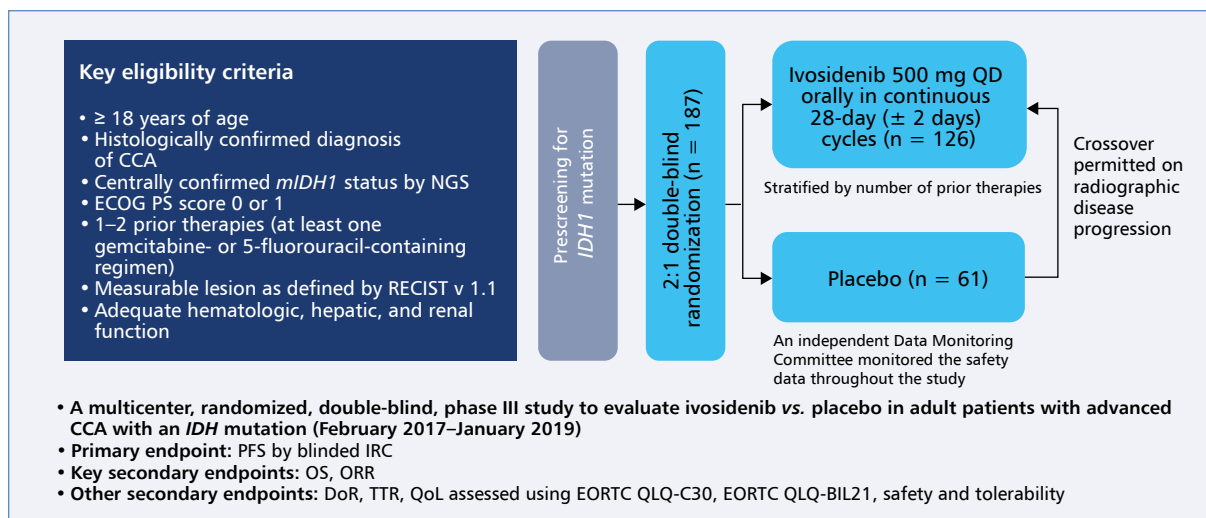 Key eligibility criteria
• ≥ 18 years of age
• Histologically confirmed diagnosis
of CCA
• Centrally confirmed mIDH1 status by NGS
• ECOG PS score 0 or 1
• 1–2 prior therapies (at least one
gemcitabine- or 5-fluorouracil-containing
regimen)
• Measurable lesion as defined by RECIST v 1.1
• Adequate hematologic, hepatic, and renal
function
Prescreening for
IDH1 mutation
2:1 double-blind
randomization (n = 187)
Ivosidenib 500 mg QD
orally in continuous
28-day (± 2 days)
cycles (n = 126)
Stratified by number of prior therapies
Placebo (n = 61)
An independent Data Monitoring
Committee monitored the safety
data throughout the study
Crossover
permitted on
radiographic
disease
progression
• A multicenter, randomized, double-blind, phase III study to evaluate ivosidenib vs. placebo in adult patients with advanced
CCA with an IDH mutation (February 2017–January 2019)
• Primary endpoint: PFS by blinded IRC
• Key secondary endpoints: OS, ORR
• Other secondary endpoints: DoR, TTR, QoL assessed using EORTC QLQ-C30, EORTC QLQ-BIL21, safety and tolerability